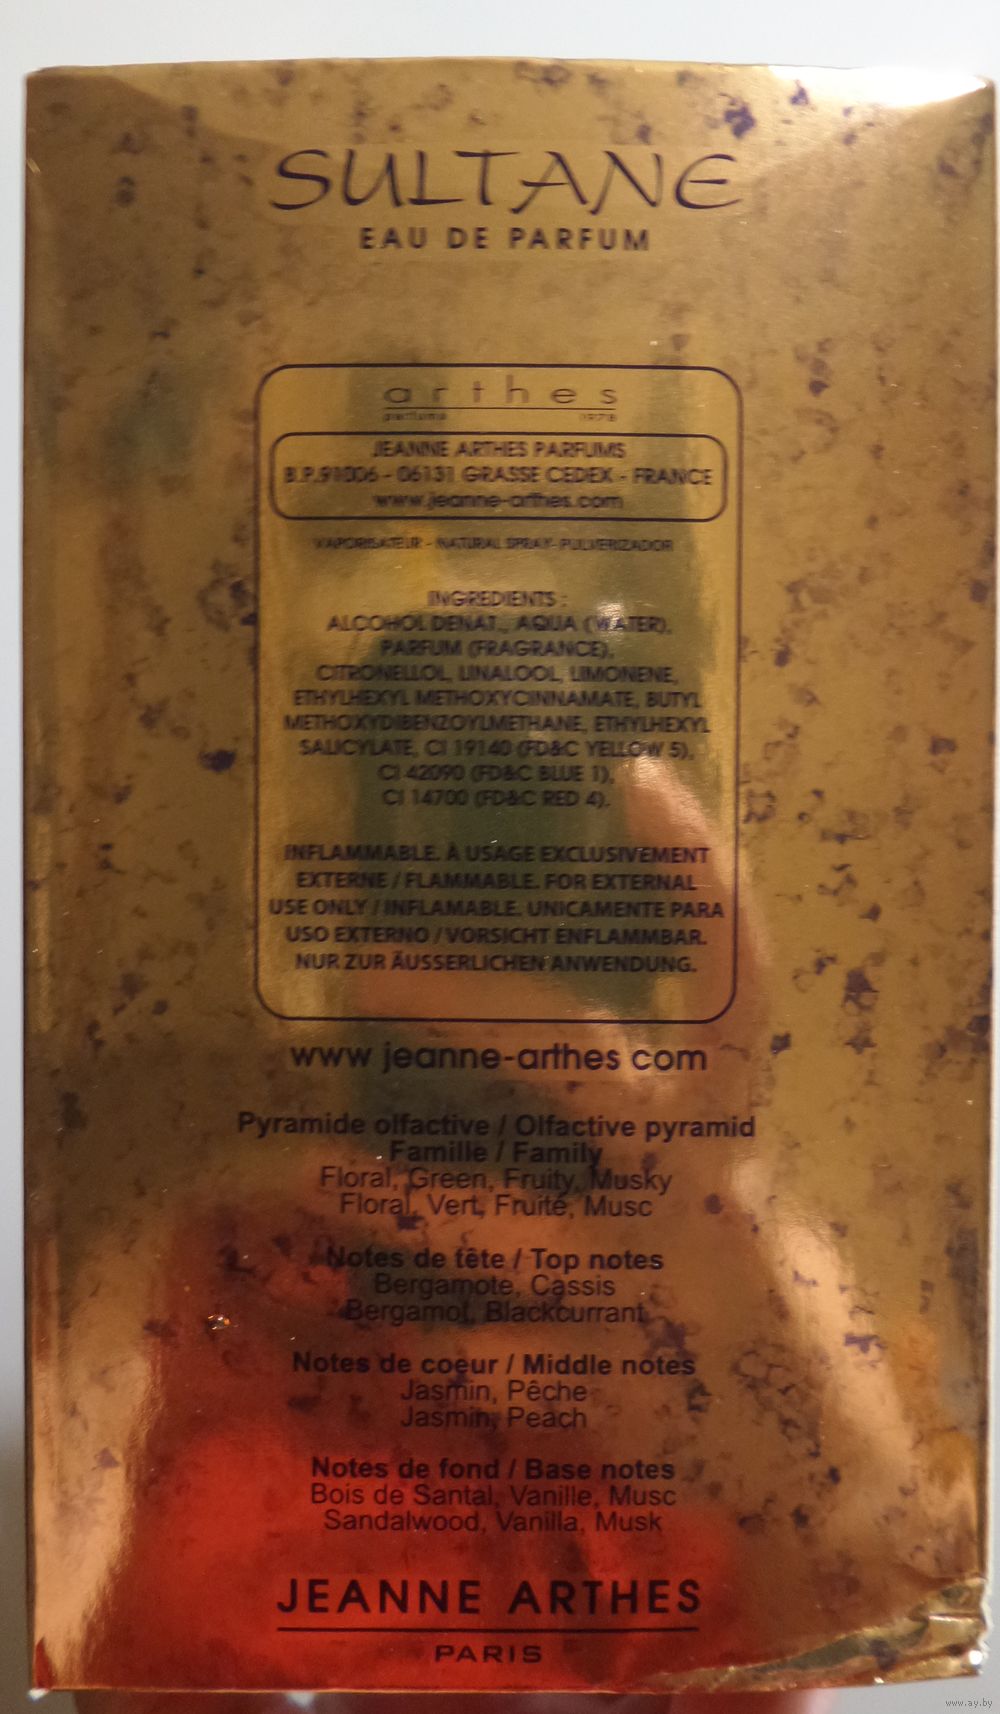 SULTANE
EAU DE PARFUM
arthes
parfums 1978
JEANNE ARTHES PARFUMS
B.P.91006 - 06131 GRASSE CEDEX - FRANCE
www.jeanne-arthes.com
VAPORISATEUR - NATURAL SPRAY- PULVERIZADOR
INGREDIENTS :
ALCOHOL DENAT., AQUA (WATER),
PARFUM (FRAGRANCE),
CITRONELLOL, LINALOOL, LIMONENE,
ETHYLHEXYL METHOXYCINNAMATE, BUTYL
METHOXYDIBENZOYLMETHANE, ETHYLHEXYL
SALICYLATE, CI 19140 (FD&C YELLOW 5),
CI 42090 (FD&C BLUE 1),
CI 14700 (FD&C RED 4).
INFLAMMABLE. À USAGE EXCLUSIVEMENT
EXTERNE / FLAMMABLE. FOR EXTERNAL
USE ONLY / INFLAMABLE. UNICAMENTE PARA
USO EXTERNO / VORSICHT ENFLAMMBAR.
NUR ZUR ÄUSSERLICHEN ANWENDUNG.
www jeanne-arthes com
Pyramide olfactive / Olfactive pyramid
Famille / Family
Floral, Green, Fruity, Musky
Floral, Vert, Fruité, Musc
Notes de tête / Top notes
Bergamote, Cassis
Bergamot, Blackcurrant
Notes de coeur / Middle notes
Jasmin, Pêche
Jasmin, Peach
Notes de fond / Base notes
Bois de Santal, Vanille, Musc
Sandalwood, Vanilla, Musk
JEANNE ARTHES
PARIS
www.ay.by